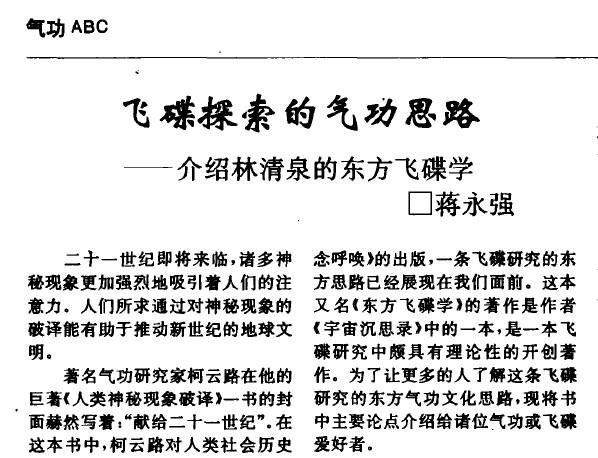 气功 ABC
飞碟探索的气功思路
——介绍林清泉的东方飞碟学
□蒋永强
二十一世纪即将来临，诸多神
秘现象更加强烈地吸引着人们的注
意力。人们所求通过对神秘现象的
破译能有助于推动新世纪的地球文
明。
著名气功研究家柯云路在他的
巨著《人类神秘现象破译》一书的封
面赫然写着：“献给二十一世纪”。在
这本书中，柯云路对人类社会历史
念呼唤》的出版，一条飞碟研究的东
方思路已经展现在我们面前。这本
又名《东方飞碟学》的著作是作者
《宇宙沉思录》中的一本，是一本飞
碟研究中颇具有理论性的开创著
作。为了让更多的人了解这条飞碟
研究的东方气功文化思路，现将书
中主要论点介绍给诸位气功或飞碟
爱好者。